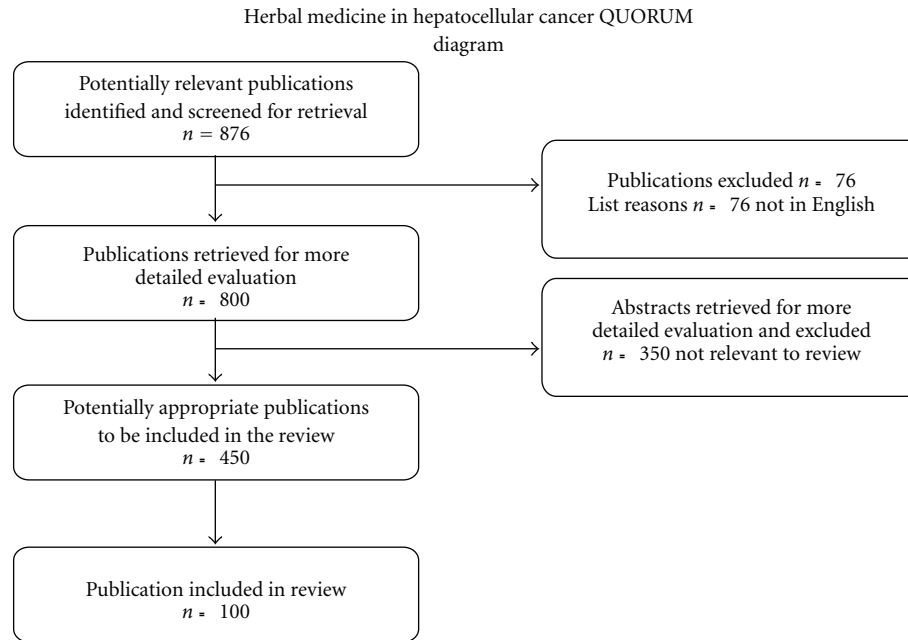 Herbal medicine in hepatocellular cancer QUORUM
diagram
Potentially relevant publications
identified and screened for retrieval
n = 876
Publications excluded n = 76
List reasons n = 76 not in English
Publications retrieved for more
detailed evaluation
n = 800
Abstracts retrieved for more
detailed evaluation and excluded
n = 350 not relevant to review
Potentially appropriate publications
to be included in the review
n = 450
Publication included in review
n = 100